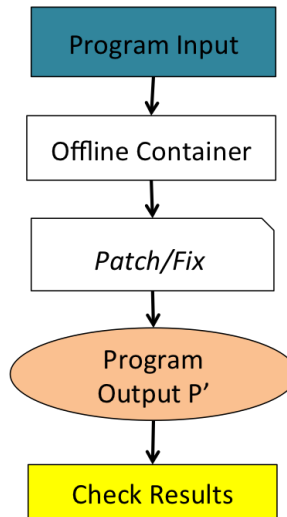 Program Input
Offline Container
Patch/Fix
Program
Output P’
Check Results